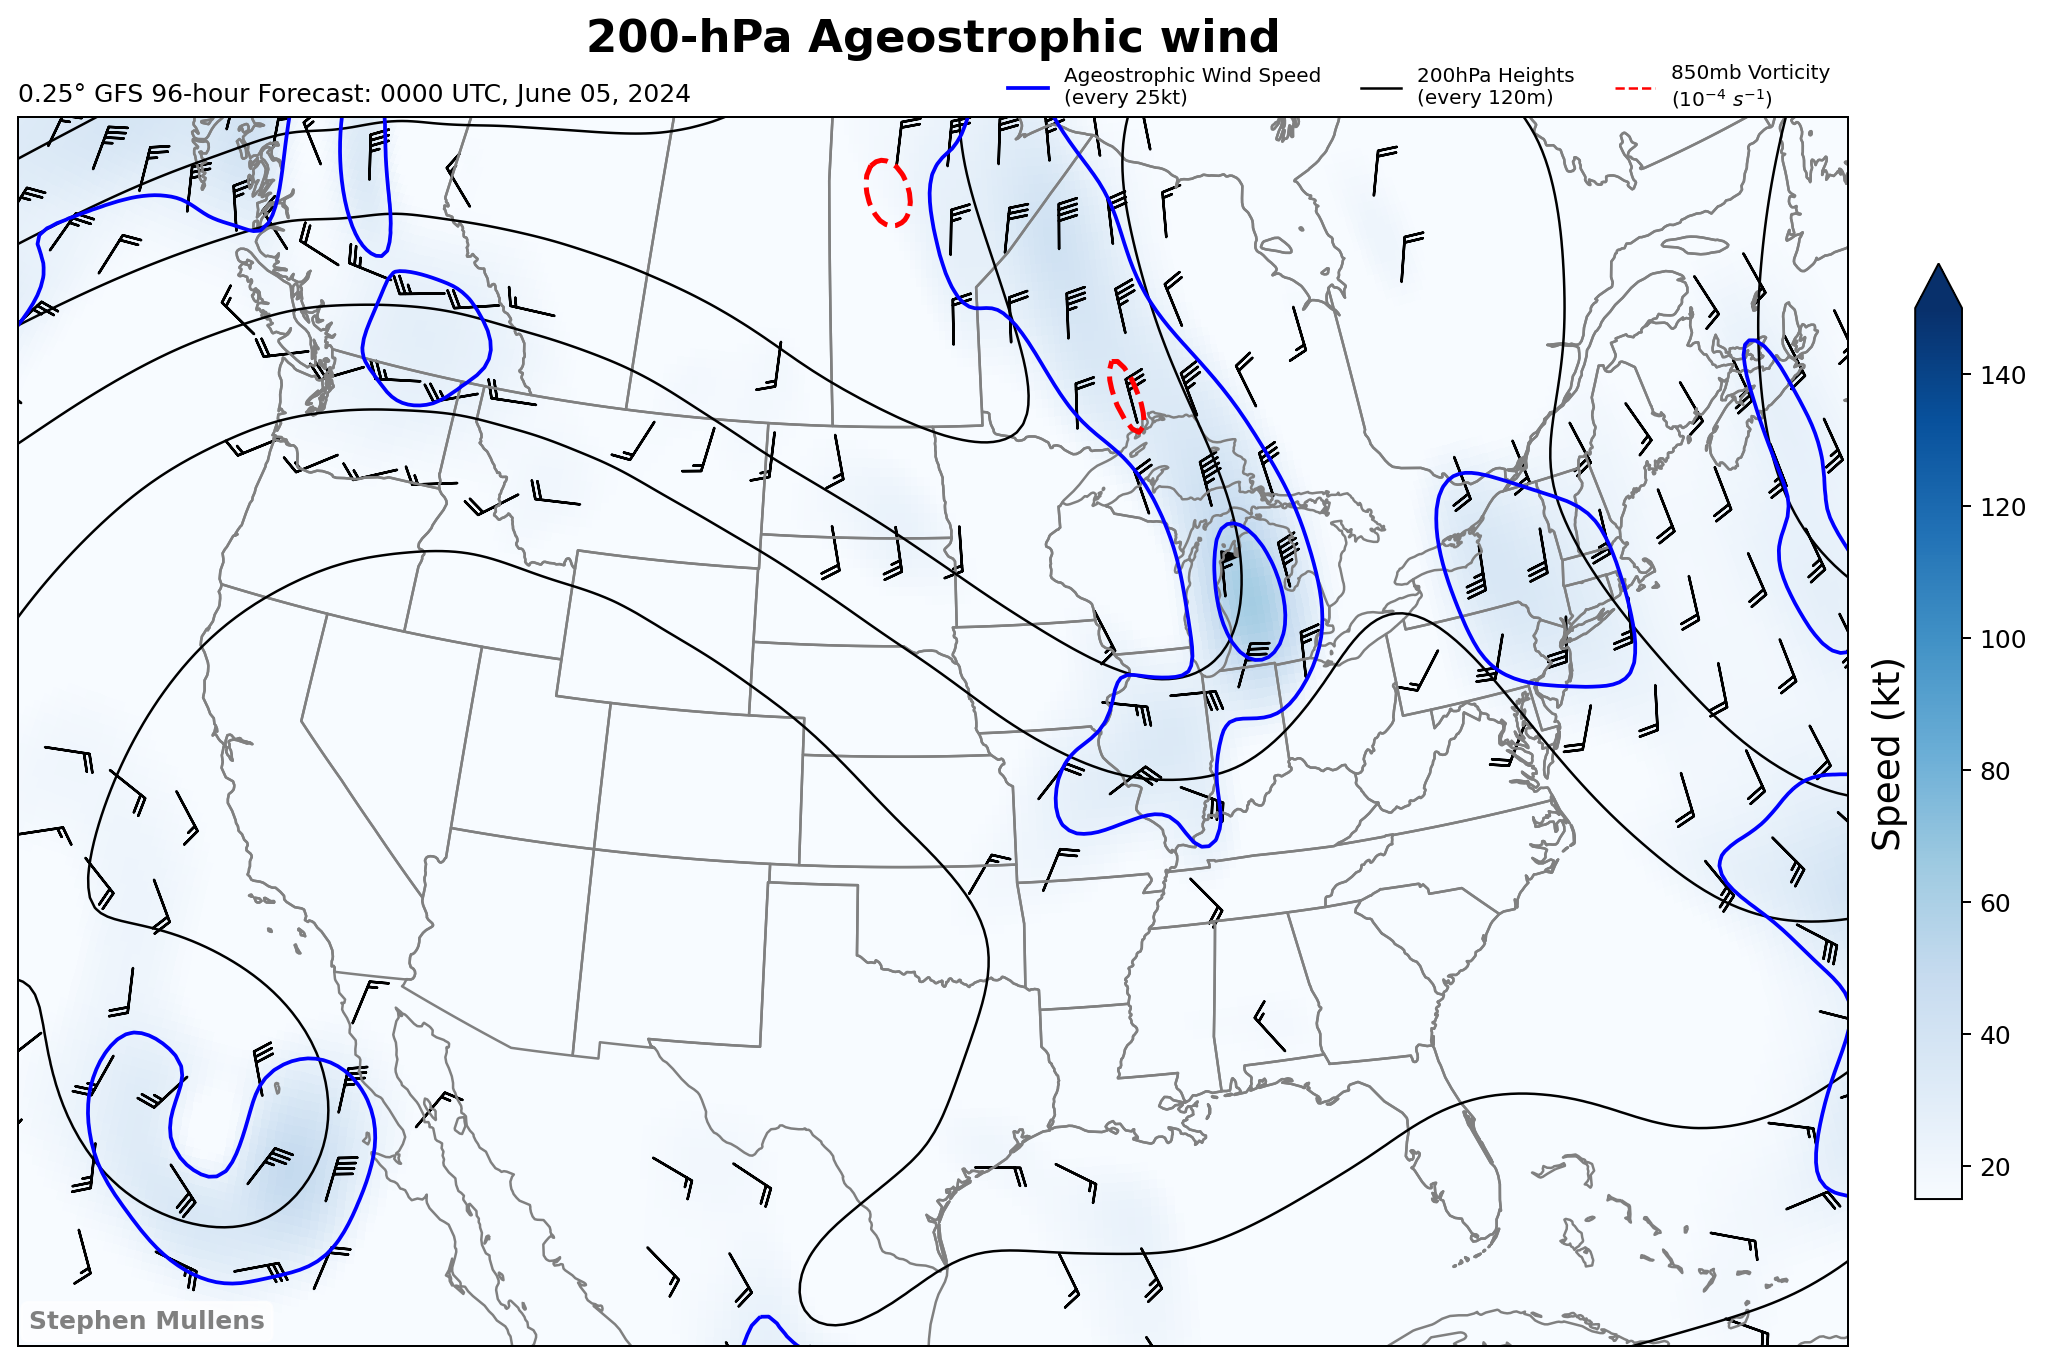 200-hPa Ageostrophic wind
0.25° GFS 96-hour Forecast: 0000 UTC, June 05, 2024
Ageostrophic Wind Speed
(every 25kt)
200hPa Heights
(every 120m)
850mb Vorticity
(10⁻⁴ s⁻¹)
140
120
100
80
60
40
20
Speed (kt)
Stephen Mullens